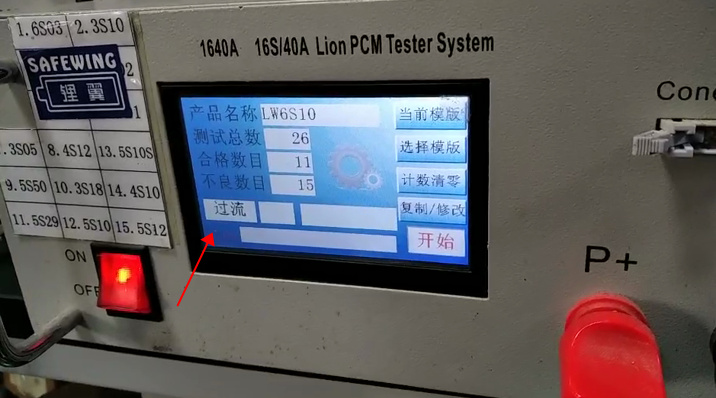 1.6S03 2.3S10
SAFEWING
锂翼
2
1
.3S05 8.4S12 13.5S10S
9.5S50 10.3S18 14.4S10
11.5S29 12.5S10 15.5S12
ON
OFF
1640A 16S/40A Lion PCM Tester System
产品名称 LW6S10
测试总数 26
合格数目 11
不良数目 15
过流
当前模版
选择模版
计数清零
复制/修改
开始
Cond
P+